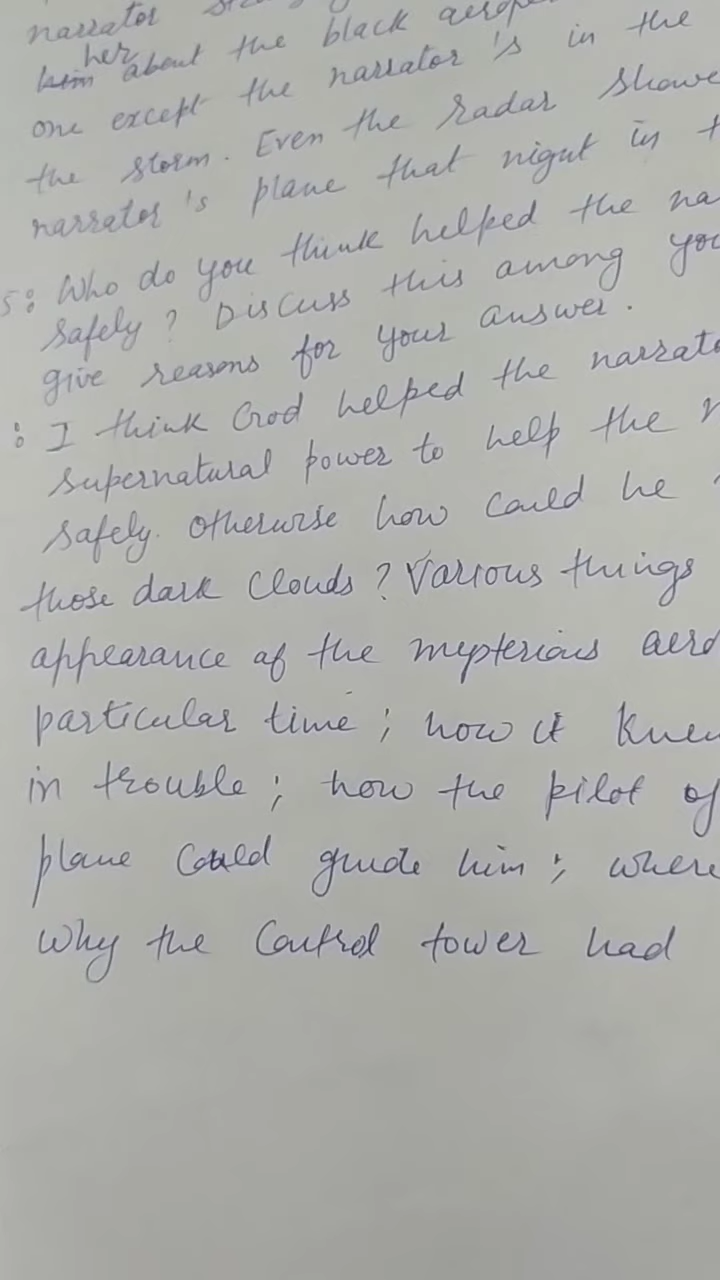 narrator
her
him about the black aerop
one except the narrator's in the
the storm. Even the radar showe
narrator's plane that night in t
5: Who do you think helped the na
safely? Discuss this among you
give reasons for your answer.
: I think God helped the narrato
supernatural power to help the n
safely. Otherwise how could he
those dark clouds? Various things
appearance of the mysterious aero
particular time; how it knew
in trouble; how the pilot of
plane could guide him; where
why the control tower had